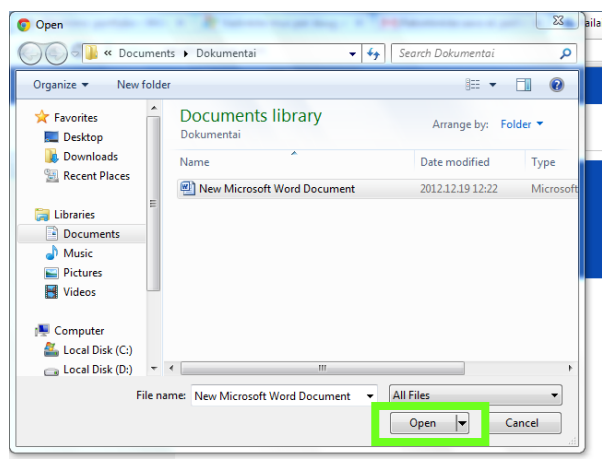 Open
« Documents Dokumentai
Search Dokumentai
Organize
New folder
Favorites
Desktop
Downloads
Recent Places
Libraries
Documents
Music
Pictures
Videos
Computer
Local Disk (C:)
Local Disk (D:)
Documents library
Dokumentai
Arrange by: Folder
Name Date modified Type
New Microsoft Word Document 2012.12.19 12:22 Microsoft
File name: New Microsoft Word Document
All Files
Open Cancel